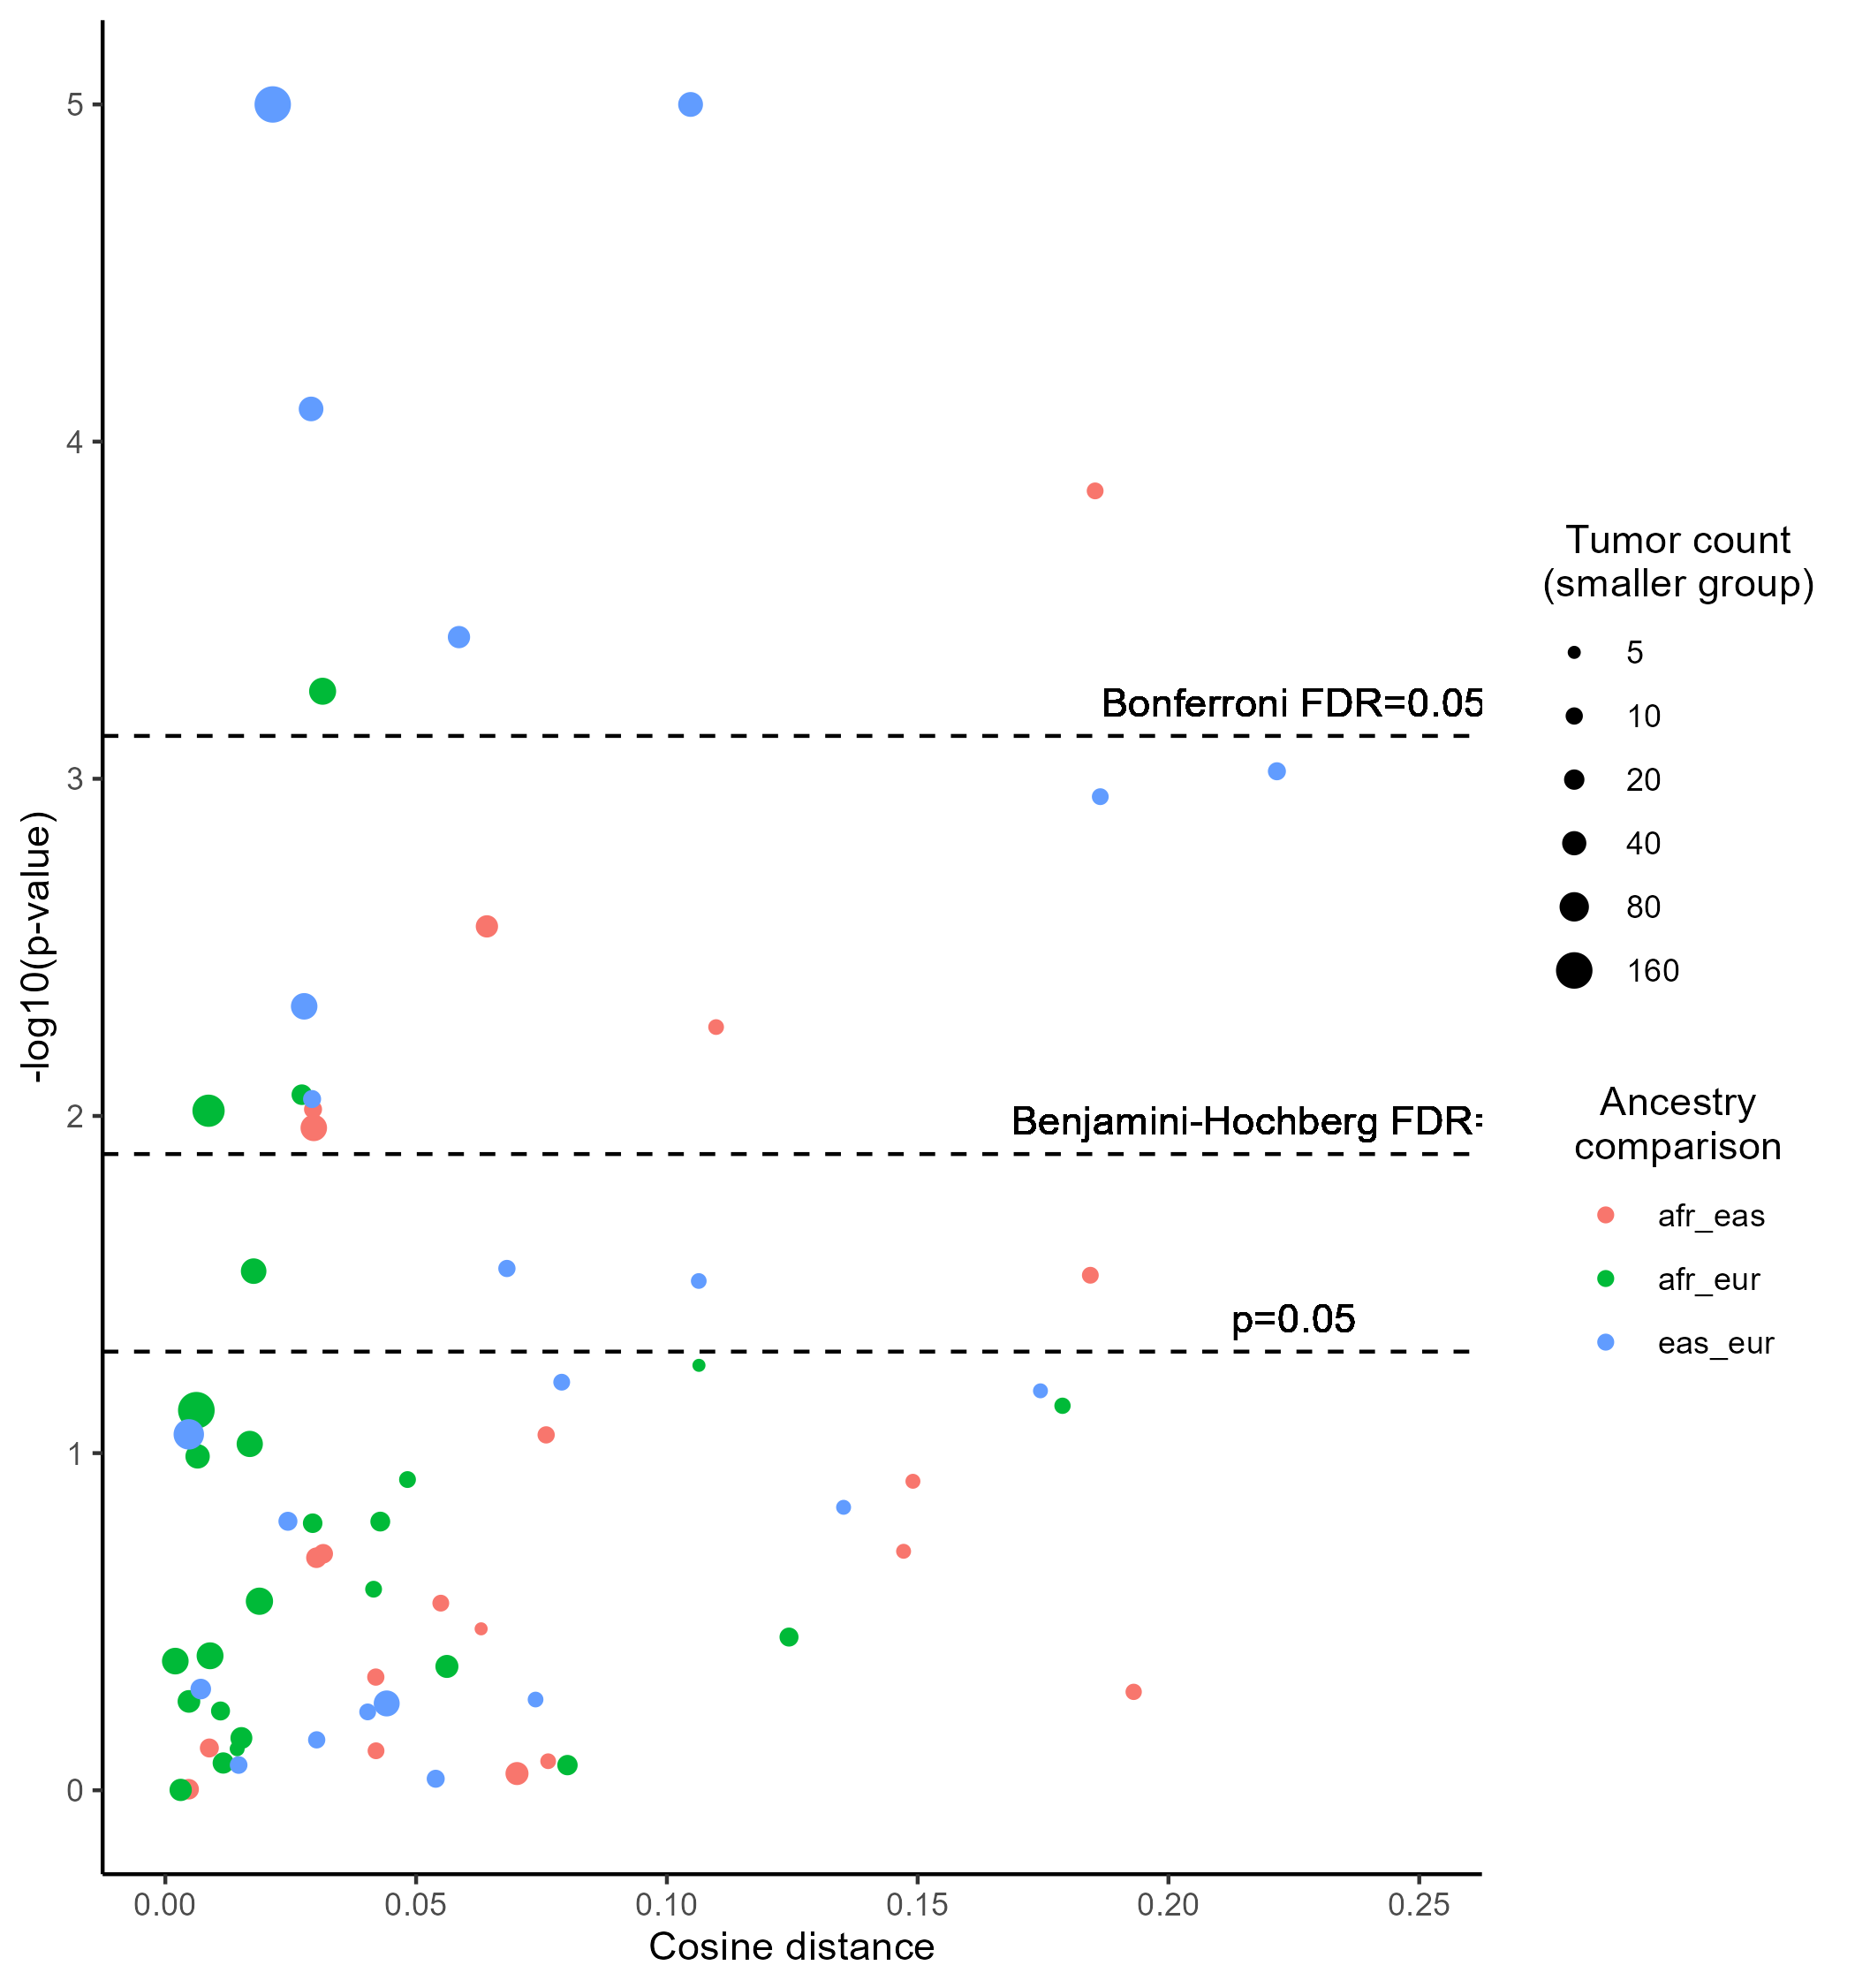 5
4
3
2
1
0
-log10(p-value)
Bonferroni FDR=0.05
Benjamini-Hochberg FDR=
p=0.05
0.00
0.05
0.10
0.15
0.20
0.25
Cosine distance
Tumor count
(smaller group)
5
10
20
40
80
160
Ancestry
comparison
afr_eas
afr_eur
eas_eur